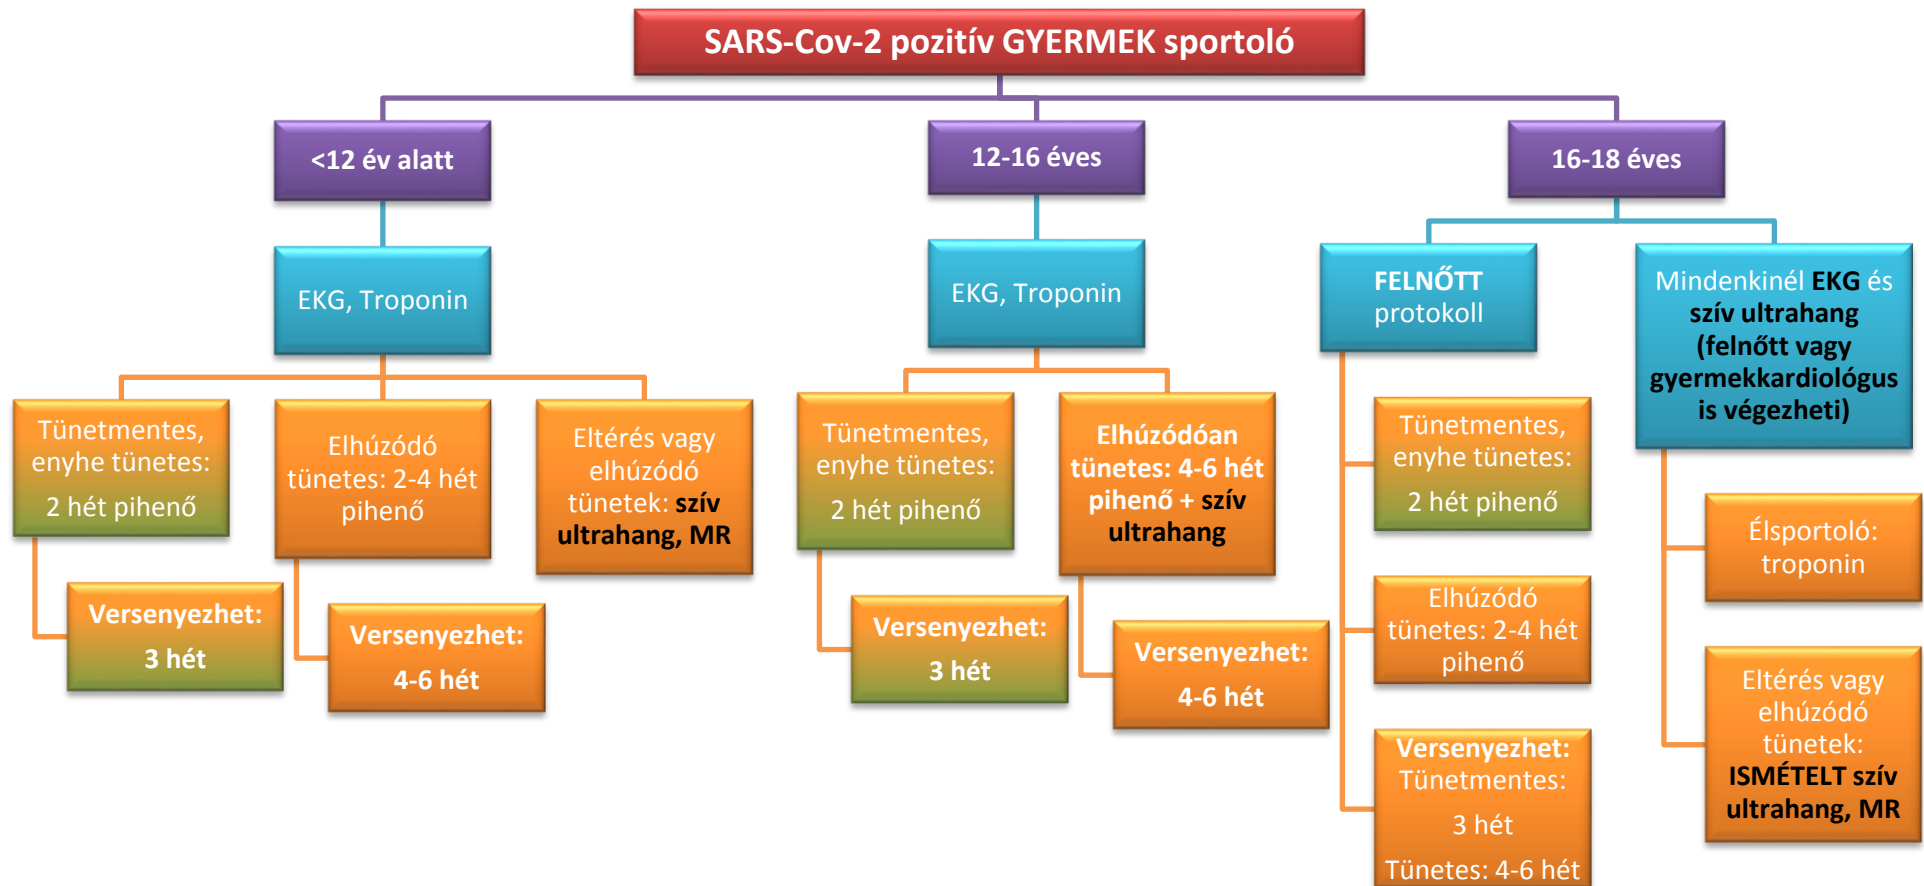 SARS-Cov-2 pozitív GYERMEK sportoló
<12 év alatt
EKG, Troponin
Tünetmentes,
enyhe tünetes:
2 hét pihenő
Versenyezhet:
3 hét
Elhúzódó
tünetes: 2-4 hét
pihenő
Versenyezhet:
4-6 hét
Eltérés vagy
elhúzódó
tünetek: szív
ultrahang, MR
12-16 éves
EKG, Troponin
Tünetmentes,
enyhe tünetes:
2 hét pihenő
Versenyezhet:
3 hét
Elhúzódóan
tünetes: 4-6 hét
pihenő + szív
ultrahang
Versenyezhet:
4-6 hét
16-18 éves
FELNŐTT
protokoll
Tünetmentes,
enyhe tünetes:
2 hét pihenő
Elhúzódó
tünetes: 2-4 hét
pihenő
Versenyezhet:
Tünetmentes:
3 hét
Tünetes: 4-6 hét
Mindenkinél EKG és
szív ultrahang
(felnőtt vagy
gyermekkardiológus
is végezheti)
Élsportoló:
troponin
Eltérés vagy
elhúzódó
tünetek:
ISMÉTELT szív
ultrahang, MR